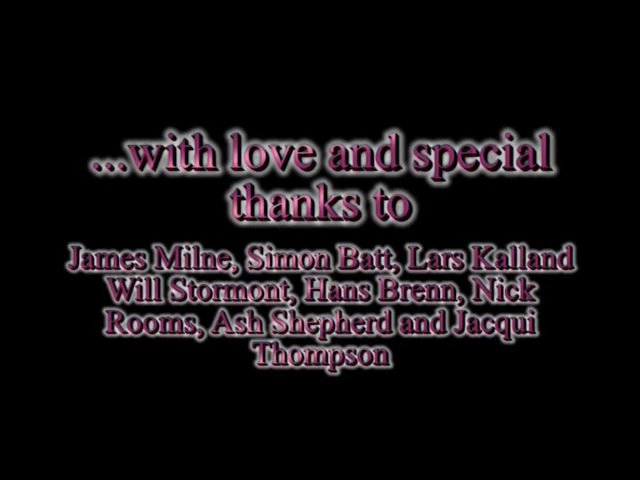 ...with love and special
thanks to
James Milne, Simon Batt, Lars Kalland
Will Stormont, Hans Brenn, Nick
Rooms, Ash Shepherd and Jacqui
Thompson